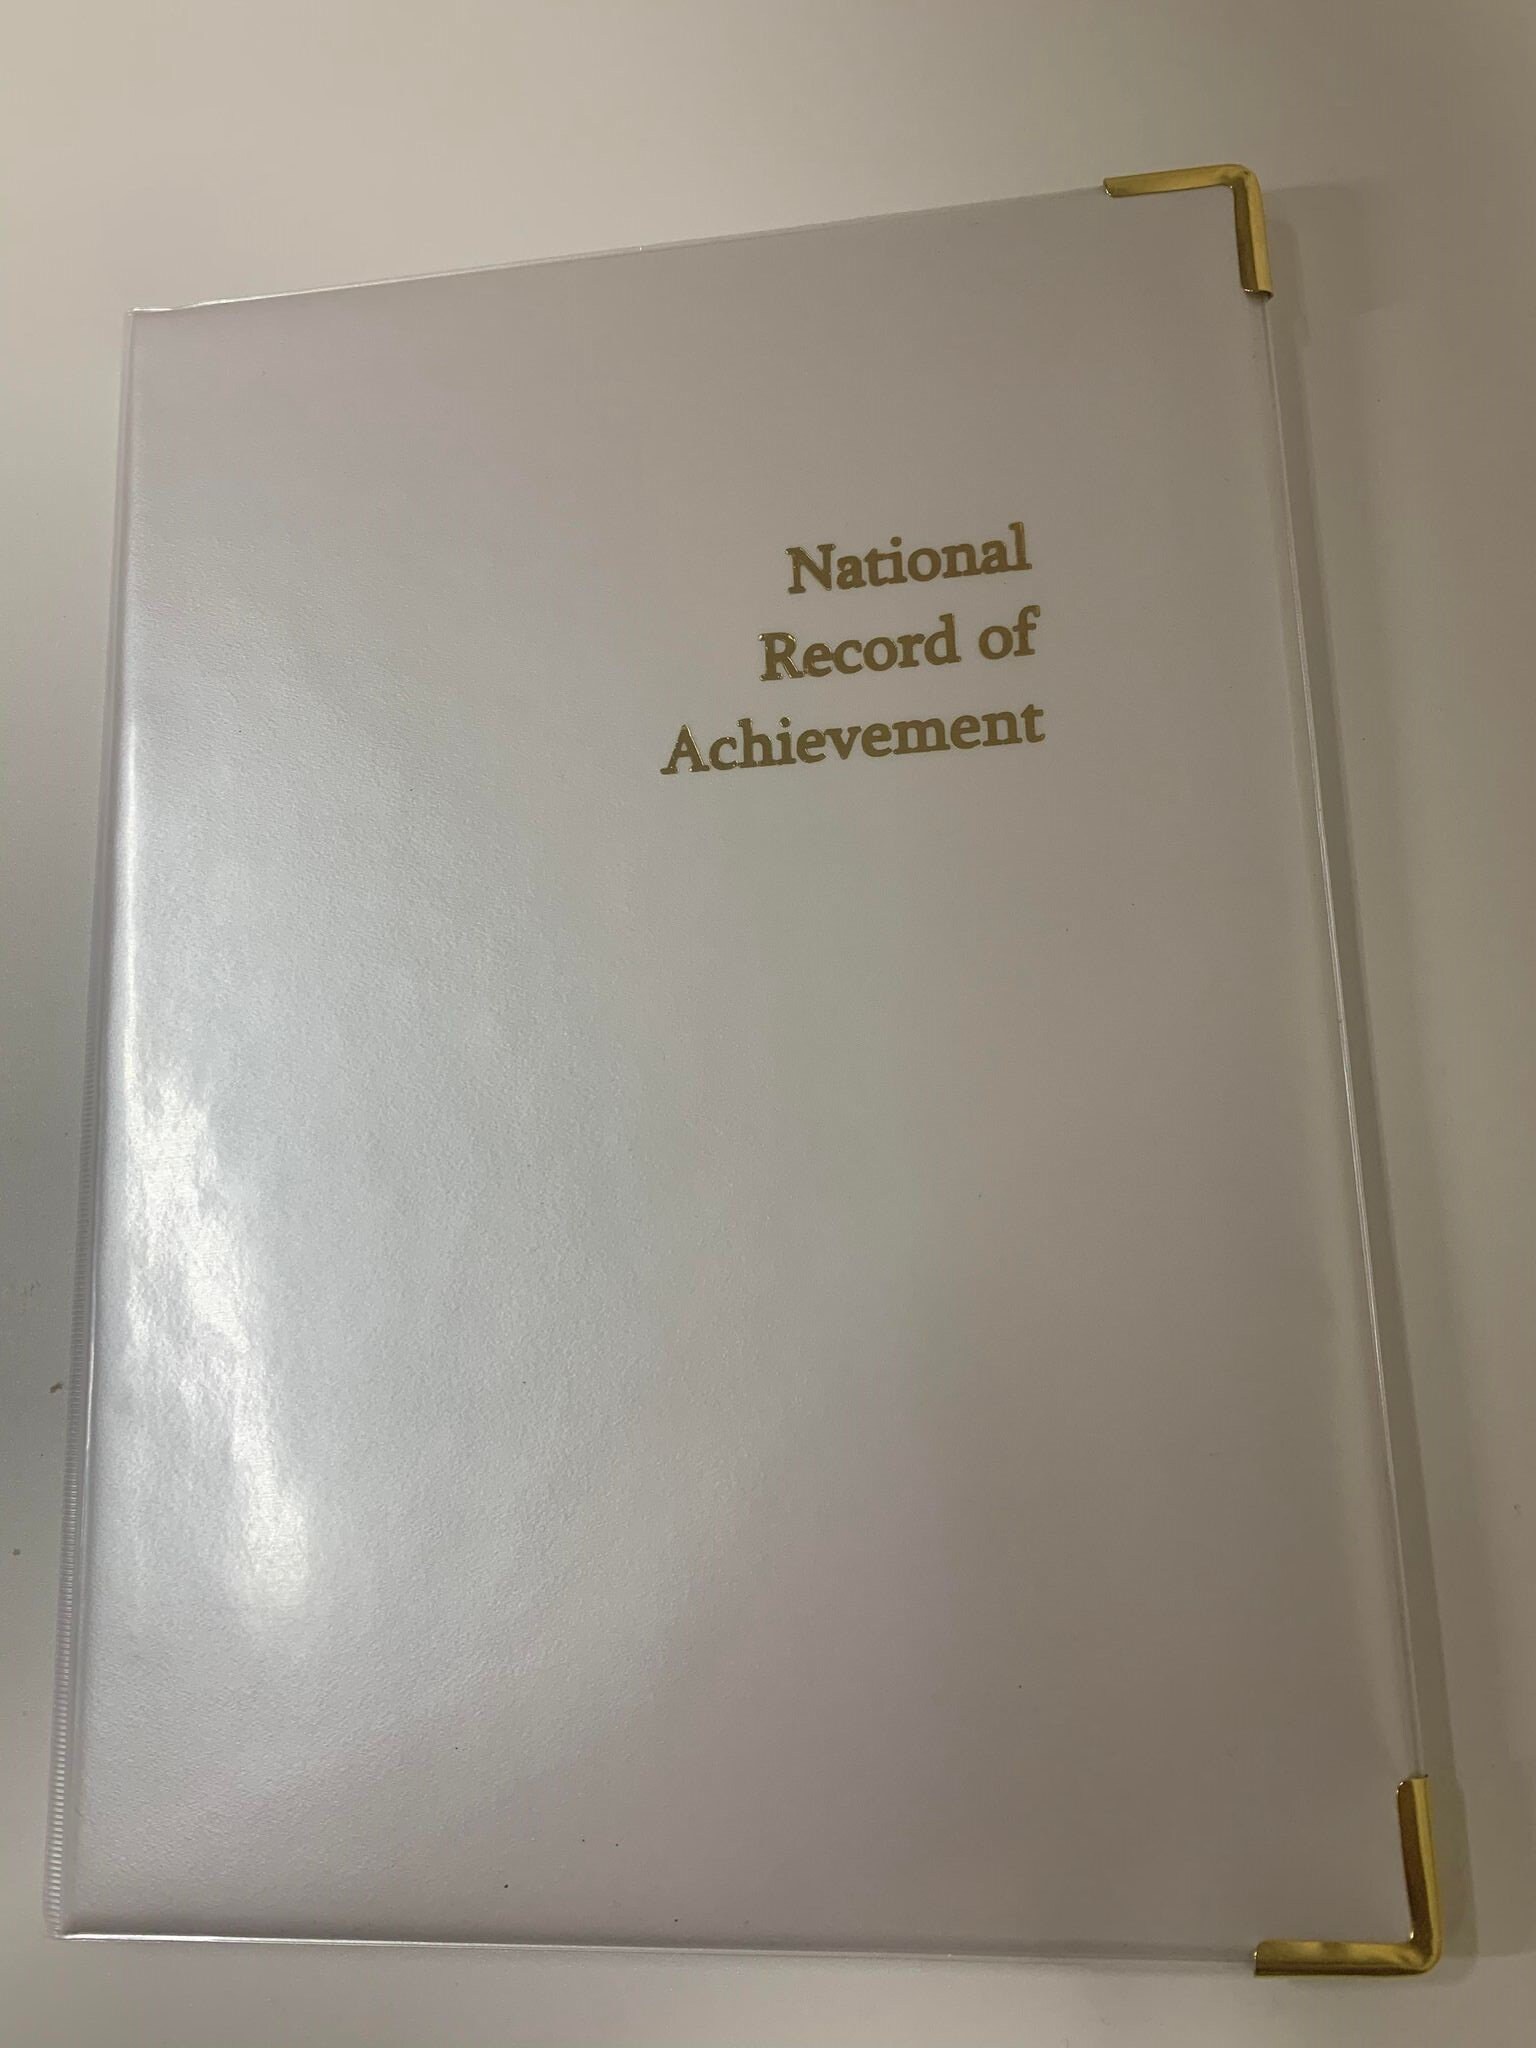 National
Record of
Achievement